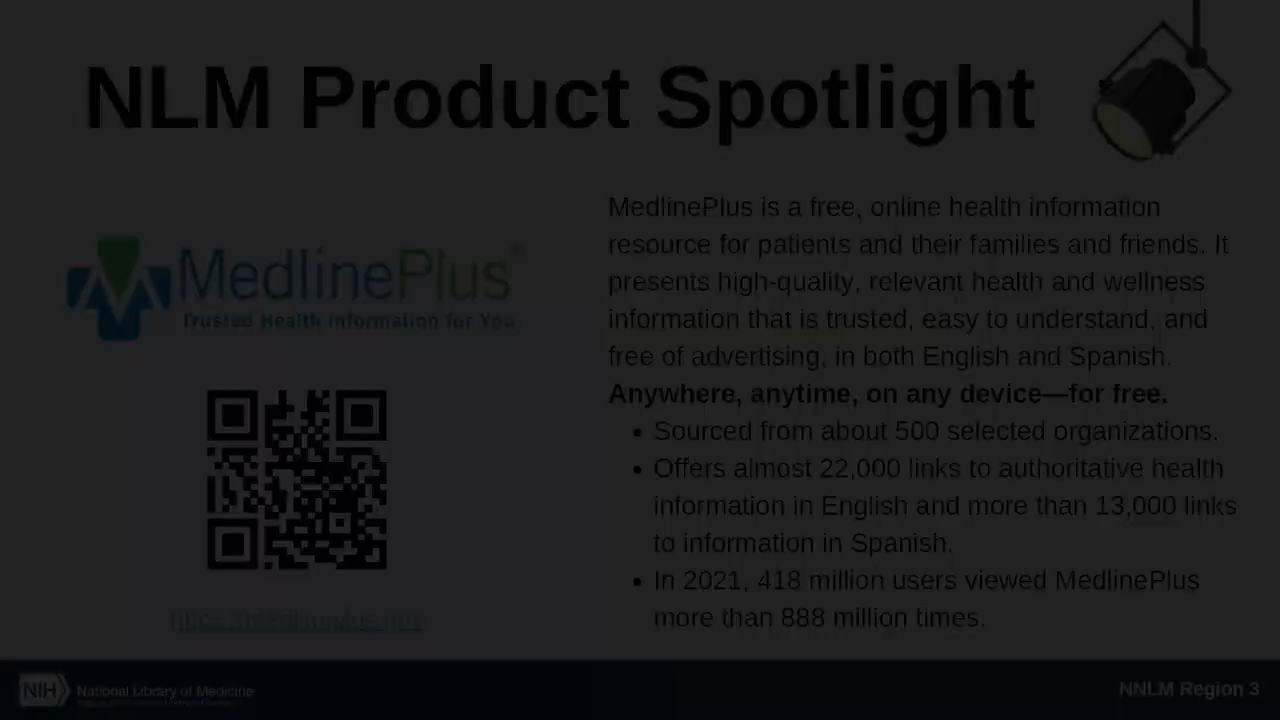 NLM Product Spotlight
MedlinePlus®
Trusted Health Information for You
https://medlineplus.gov
MedlinePlus is a free, online health information
resource for patients and their families and friends. It
presents high-quality, relevant health and wellness
information that is trusted, easy to understand, and
free of advertising, in both English and Spanish.
Anywhere, anytime, on any device—for free.
• Sourced from about 500 selected organizations.
• Offers almost 22,000 links to authoritative health
information in English and more than 13,000 links
to information in Spanish.
• In 2021, 418 million users viewed MedlinePlus
more than 888 million times.
NIH National Library of Medicine
NNLM Region 3